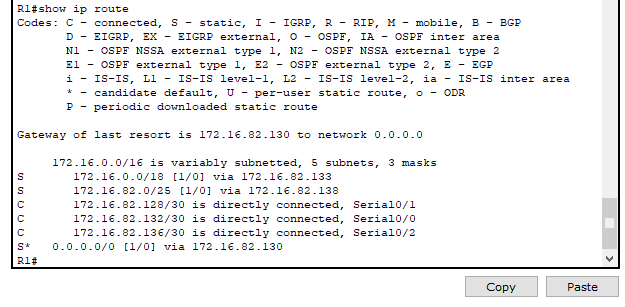 R1#show ip route
Codes: C - connected, S - static, I - IGRP, R - RIP, M - mobile, B - BGP
       D - EIGRP, EX - EIGRP external, O - OSPF, IA - OSPF inter area
       N1 - OSPF NSSA external type 1, N2 - OSPF NSSA external type 2
       E1 - OSPF external type 1, E2 - OSPF external type 2, E - EGP
       i - IS-IS, L1 - IS-IS level-1, L2 - IS-IS level-2, ia - IS-IS inter area
       * - candidate default, U - per-user static route, o - ODR
       P - periodic downloaded static route

Gateway of last resort is 172.16.82.130 to network 0.0.0.0

     172.16.0.0/16 is variably subnetted, 5 subnets, 3 masks
S       172.16.0.0/18 [1/0] via 172.16.82.133
S       172.16.82.0/25 [1/0] via 172.16.82.138
C       172.16.82.128/30 is directly connected, Serial0/1
C       172.16.82.132/30 is directly connected, Serial0/0
C       172.16.82.136/30 is directly connected, Serial0/2
S*   0.0.0.0/0 [1/0] via 172.16.82.130
R1#
Copy Paste